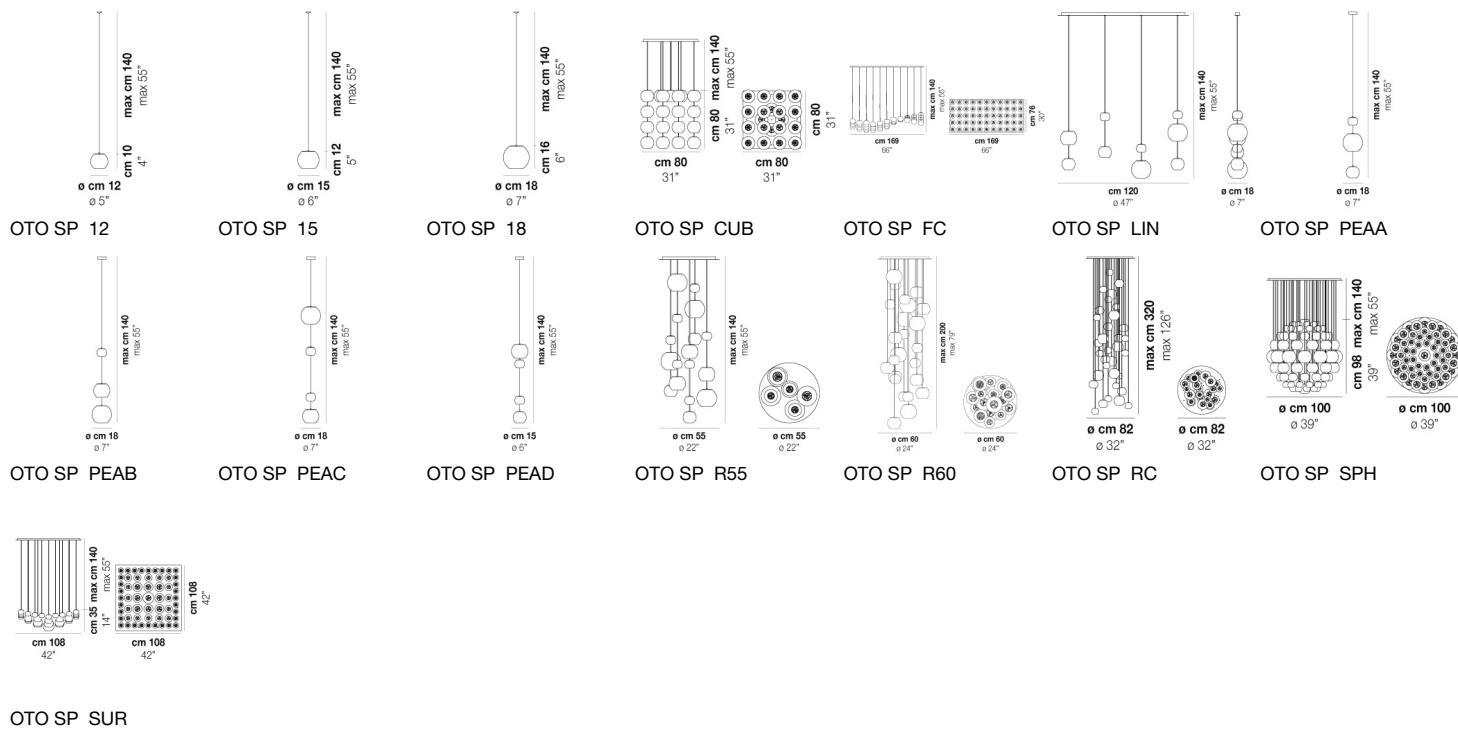 max cm 140
max 55"
cm 10
4"
ø cm 12
ø 5"
OTO SP 12
max cm 140
max 55"
cm 12
5"
ø cm 15
ø 6"
OTO SP 15
max cm 140
max 55"
cm 16
6"
ø cm 18
ø 7"
OTO SP 18
max cm 140
max 55"
cm 80
31"
cm 80
31"
cm 80
31"
cm 80
31"
OTO SP CUB
max cm 140
max 55"
cm 169
66"
cm 76
30"
cm 169
66"
OTO SP FC
max cm 140
max 55"
cm 120
ø 47"
ø cm 18
ø 7"
OTO SP LIN
max cm 140
max 55"
ø cm 18
ø 7"
OTO SP PEAA
max cm 140
max 55"
ø cm 18
ø 7"
OTO SP PEAB
max cm 140
max 55"
ø cm 18
ø 7"
OTO SP PEAC
max cm 140
max 55"
ø cm 15
ø 6"
OTO SP PEAD
max cm 140
max 55"
ø cm 55
ø 22"
ø cm 55
ø 22"
OTO SP R55
max cm 200
max 79"
ø cm 60
ø 24"
ø cm 60
ø 24"
OTO SP R60
max cm 320
max 126"
ø cm 82
ø 32"
ø cm 82
ø 32"
OTO SP RC
max cm 140
max 55"
cm 98
39"
ø cm 100
ø 39"
ø cm 100
ø 39"
OTO SP SPH
max cm 140
max 55"
cm 35
14"
cm 108
42"
cm 108
42"
cm 108
42"
OTO SP SUR